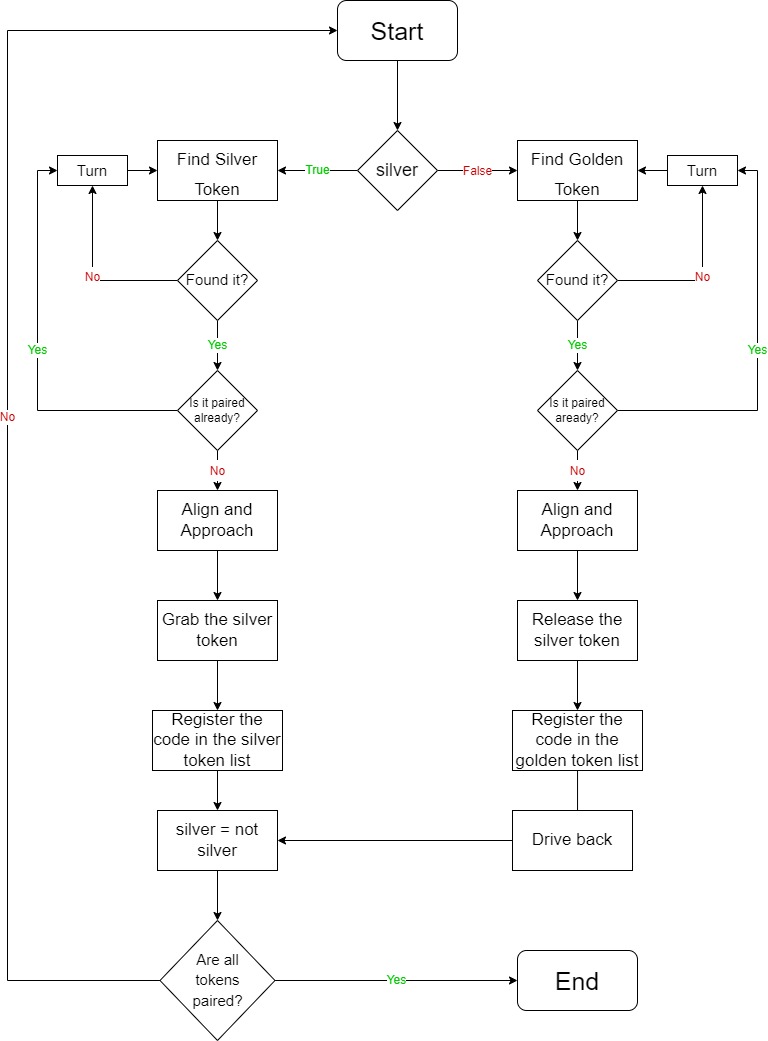 Start
silver
True
False
Find Silver
Token
Find Golden
Token
Turn
Turn
Found it?
Found it?
No
No
Yes
Yes
Yes
Yes
Is it paired
already?
Is it paired
aready?
No
No
No
Align and
Approach
Align and
Approach
Grab the silver
token
Release the
silver token
Register the
code in the silver
token list
Register the
code in the
golden token list
silver = not
silver
Drive back
Are all
tokens
paired?
Yes
End